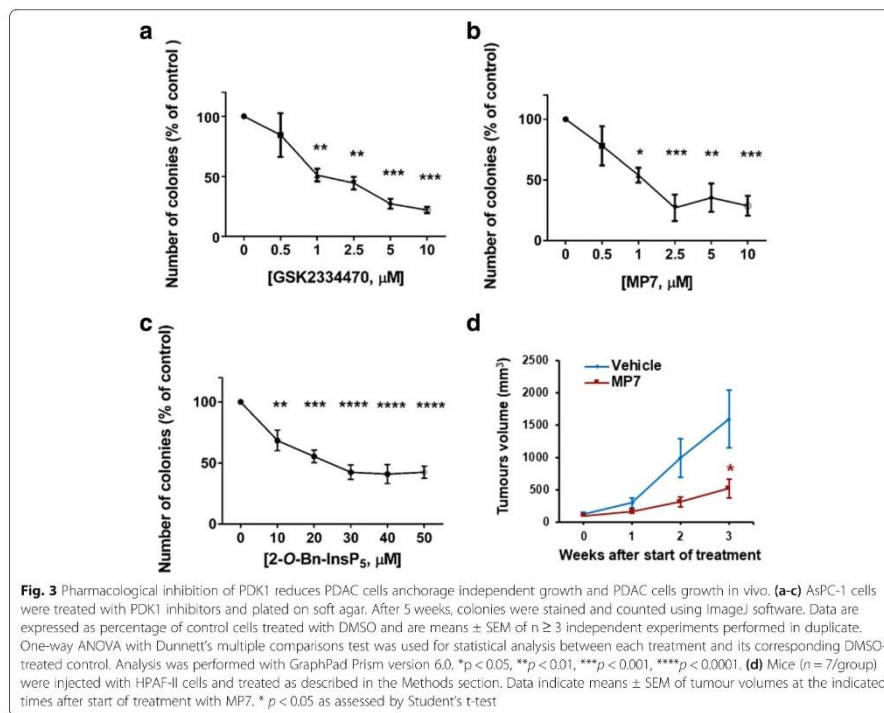 a
Number of colonies (% of control )
100
50
0
** ** *** ***
0 0.5 1 2.5 5 10
[GSK2334470, μM]
b
Number of colonies (% of control)
100
50
0
* *** ** ***
0 0.5 1 2.5 5 10
[MP7, μM]
c
Number of colonies (% of control)
100
50
0
** *** **** **** ****
0 10 20 30 40 50
[2-O-Bn-InsP5, μM]
d
Tumours volume (mm3)
2500
2000
1500
1000
500
0
Vehicle
MP7
*
0 1 2 3
Weeks after start of treatment
Fig. 3 Pharmacological inhibition of PDK1 reduces PDAC cells anchorage independent growth and PDAC cells growth in vivo. (a-c) AsPC-1 cells
were treated with PDK1 inhibitors and plated on soft agar. After 5 weeks, colonies were stained and counted using ImageJ software. Data are
expressed as percentage of control cells treated with DMSO and are means ± SEM of n ≥ 3 independent experiments performed in duplicate.
One-way ANOVA with Dunnett's multiple comparisons test was used for statistical analysis between each treatment and its corresponding DMSO-
treated control. Analysis was performed with GraphPad Prism version 6.0. *p < 0.05, **p < 0.01, ***p < 0.001, ****p < 0.0001. (d) Mice (n = 7/group)
were injected with HPAF-II cells and treated as described in the Methods section. Data indicate means ± SEM of tumour volumes at the indicated
times after start of treatment with MP7. * p < 0.05 as assessed by Student's t-test